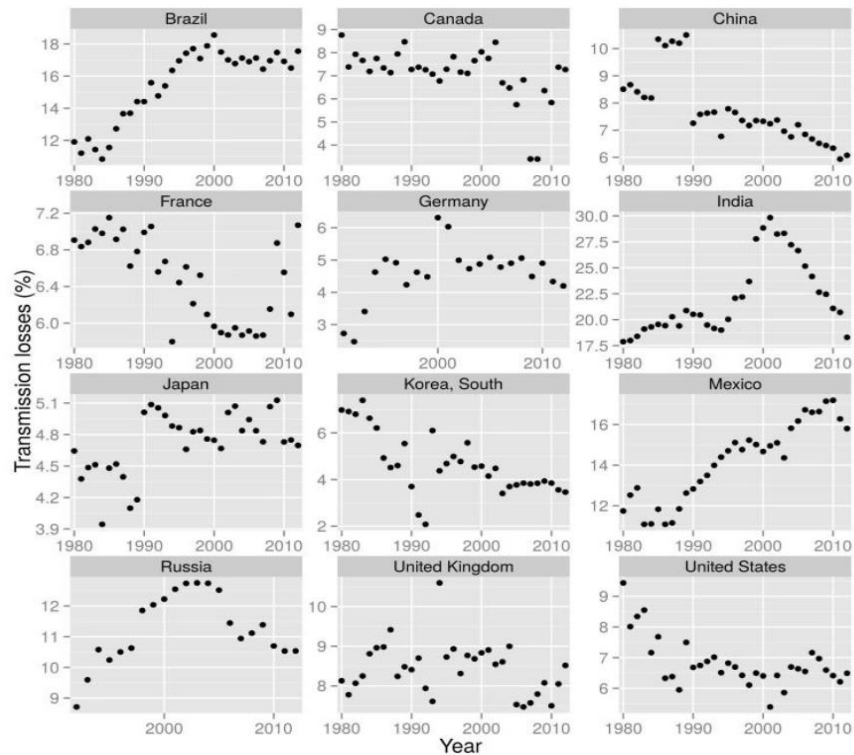 Brazil Canada China
18 9 10
16 8 9
14 7 8
12 6 7
5 6
4
1980 1990 2000 2010 1980 1990 2000 2010 1980 1990 2000 2010
France Germany India
7.2 6 30.0
6.8 5 27.5
6.4 4 25.0
6.0 3 22.5
20.0
17.5
1980 1990 2000 2010 2000 2010 1980 1990 2000 2010
Transmission losses (%)
Japan Korea, South Mexico
5.1 6 16
4.8 4 14
4.5 2 12
4.2
3.9
1980 1990 2000 2010 1980 1990 2000 2010 1980 1990 2000 2010
Russia United Kingdom United States
12 10 9
11 9 8
10 8 7
9 6
2000 1980 1990 2000 2010 1980 1990 2000 2010
Year